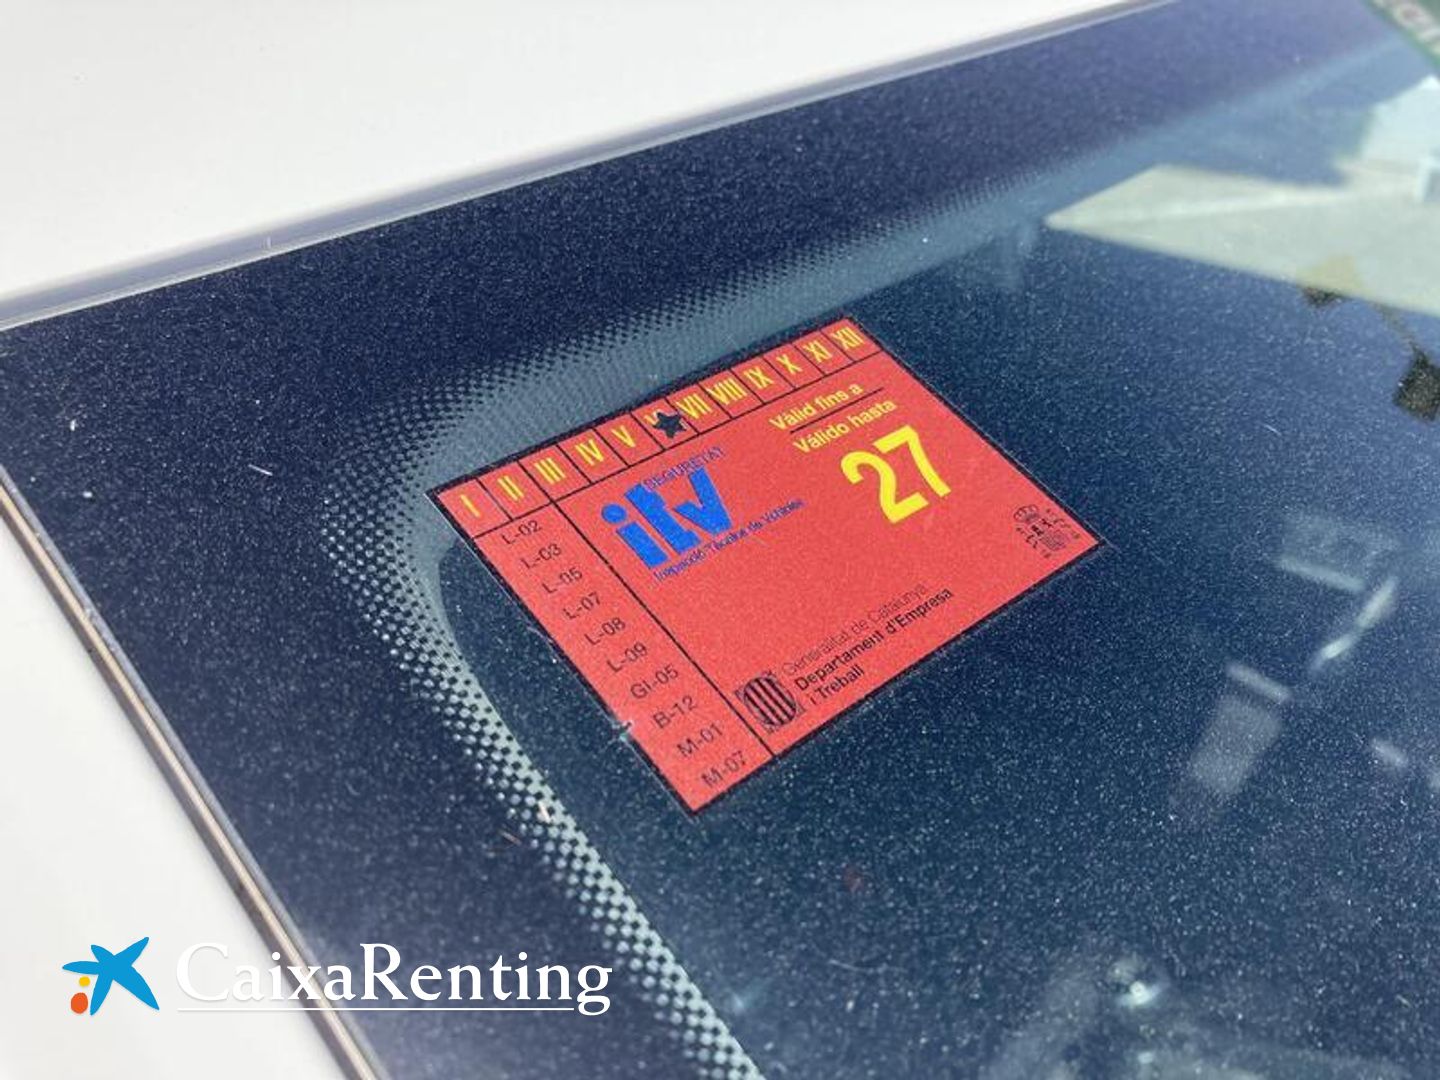 I II III IV V VII VIII IX X XI XII
L-02
L-03
L-05
L-07
L-08
L-09
GI-05
B-12
M-01
M-07
SEGURETAT
itv
Inspecció Tècnica de Vehicles
Vàlid fins a
Válido hasta
27
Generalitat de Catalunya
Departament d'Empresa
i Treball
CaixaRenting